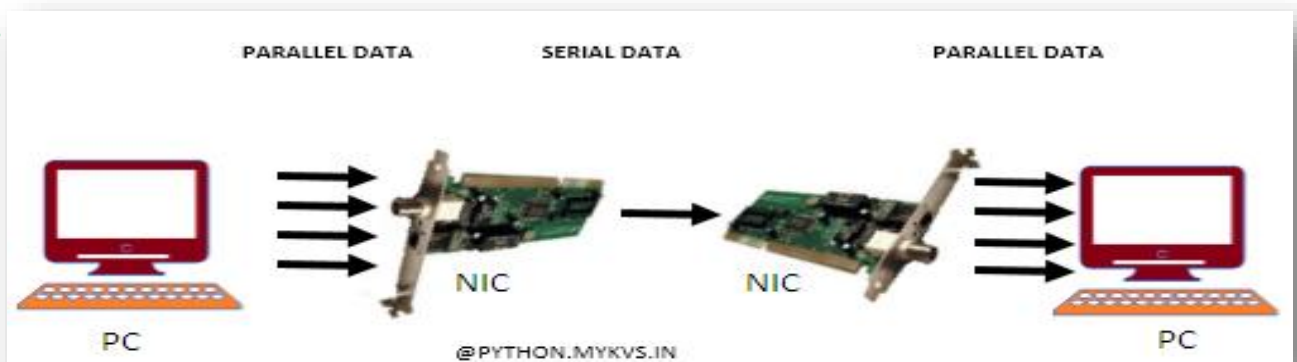 PARALLEL DATA SERIAL DATA PARALLEL DATA
NIC NIC
PC PC
@PYTHON.MYKVS.IN